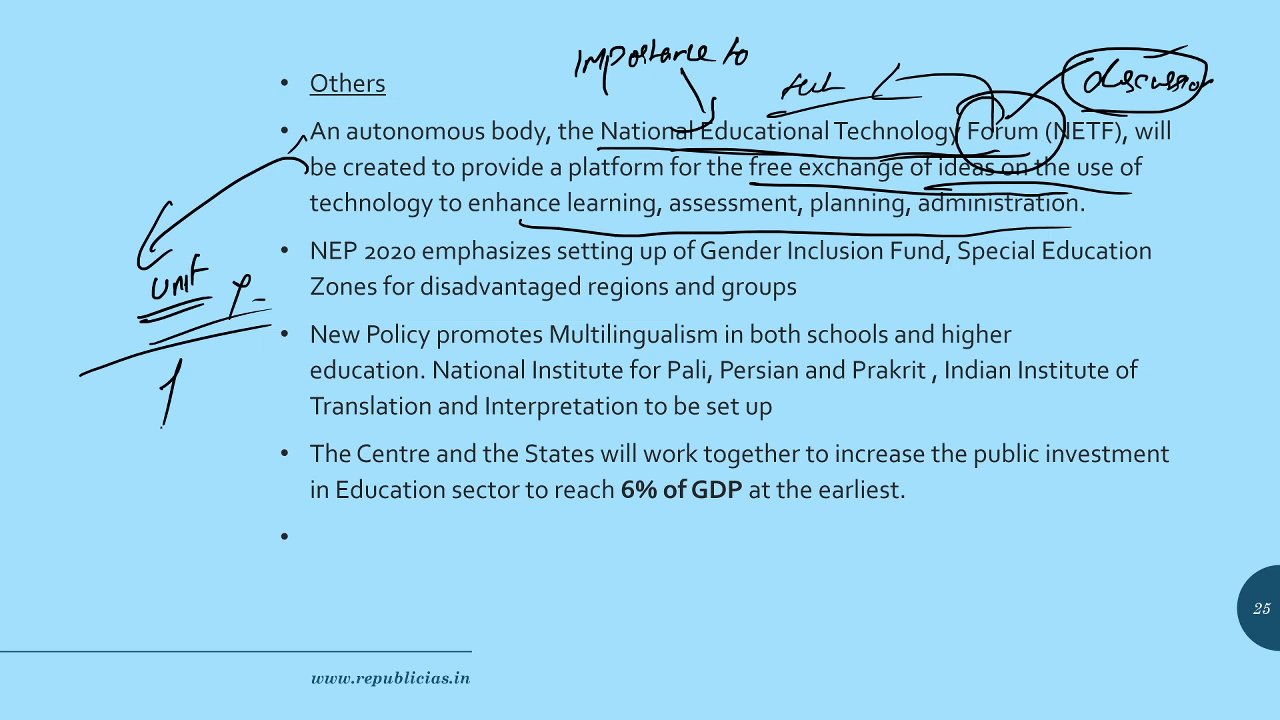 Importance to
discussion
• Others
• An autonomous body, the National Educational Technology Forum (NETF), will
be created to provide a platform for the free exchange of ideas on the use of
technology to enhance learning, assessment, planning, administration.
unit
• NEP 2020 emphasizes setting up of Gender Inclusion Fund, Special Education
Zones for disadvantaged regions and groups
• New Policy promotes Multilingualism in both schools and higher
education. National Institute for Pali, Persian and Prakrit , Indian Institute of
Translation and Interpretation to be set up
• The Centre and the States will work together to increase the public investment
in Education sector to reach 6% of GDP at the earliest.
•
25
www.republicias.in